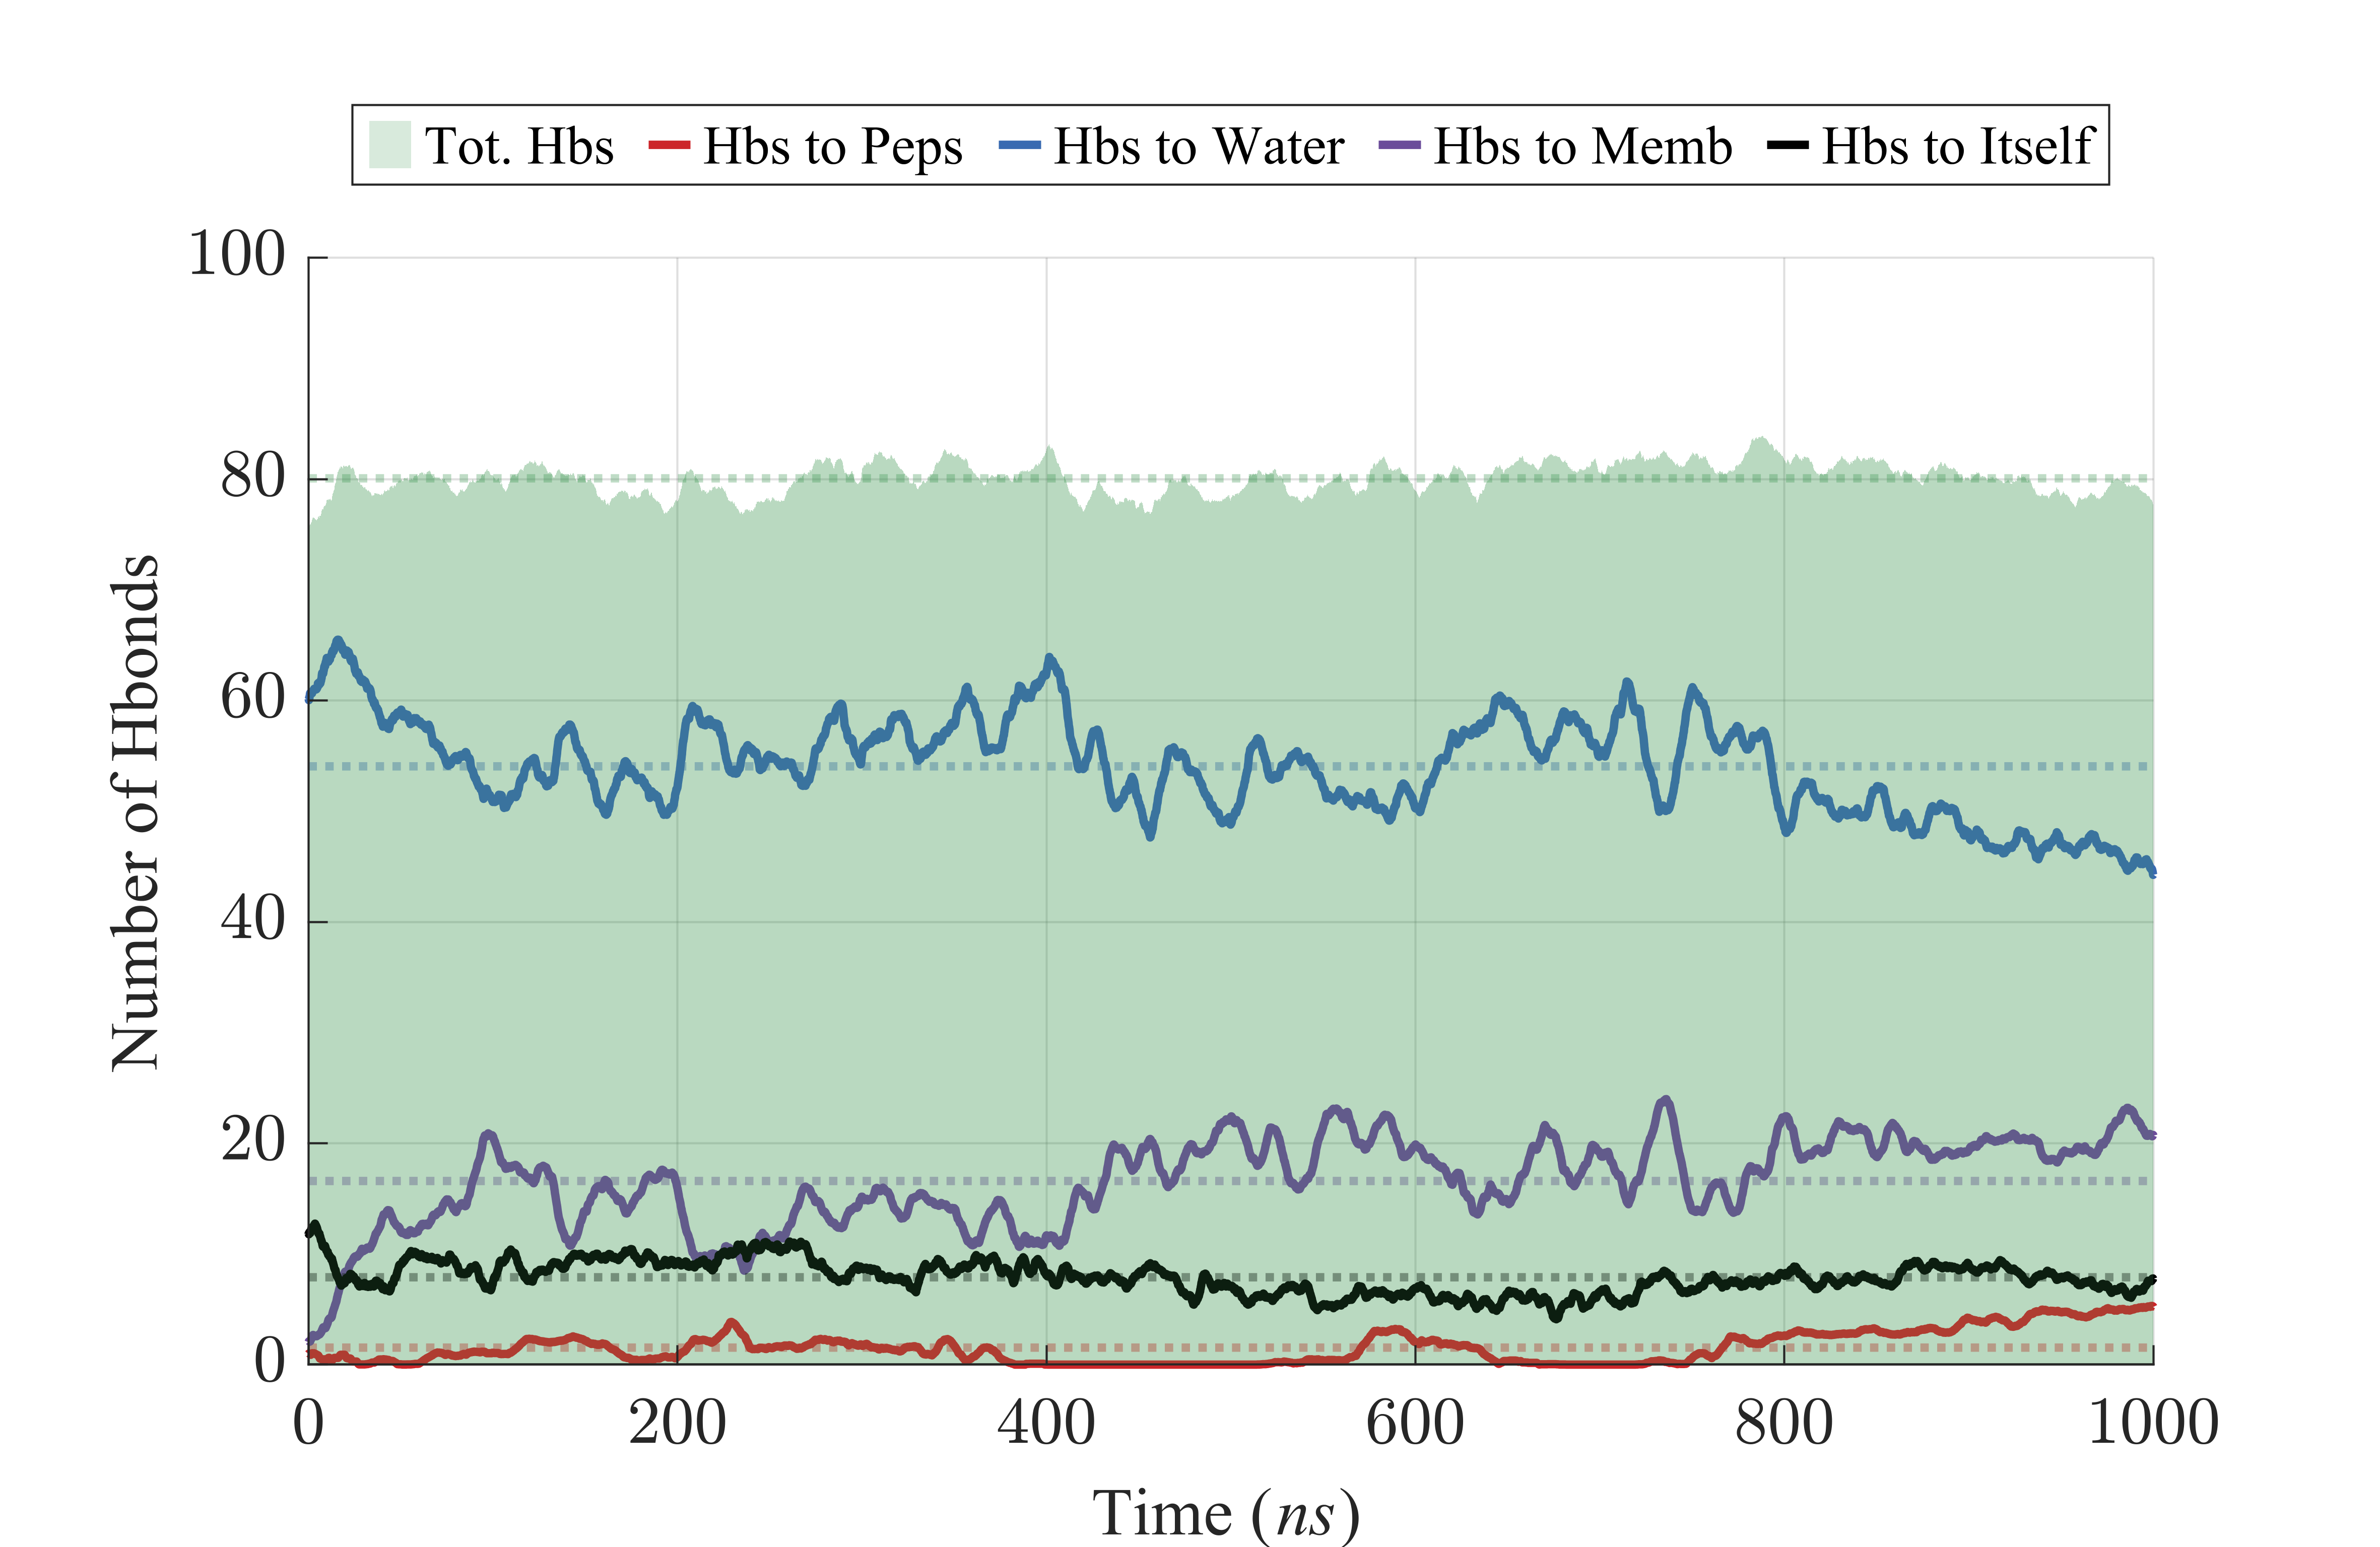 Tot. Hbs Hbs to Peps Hbs to Water Hbs to Memb Hbs to Itself
100
80
60
40
20
0
Number of Hbonds
0 200 400 600 800 1000
Time (ns)